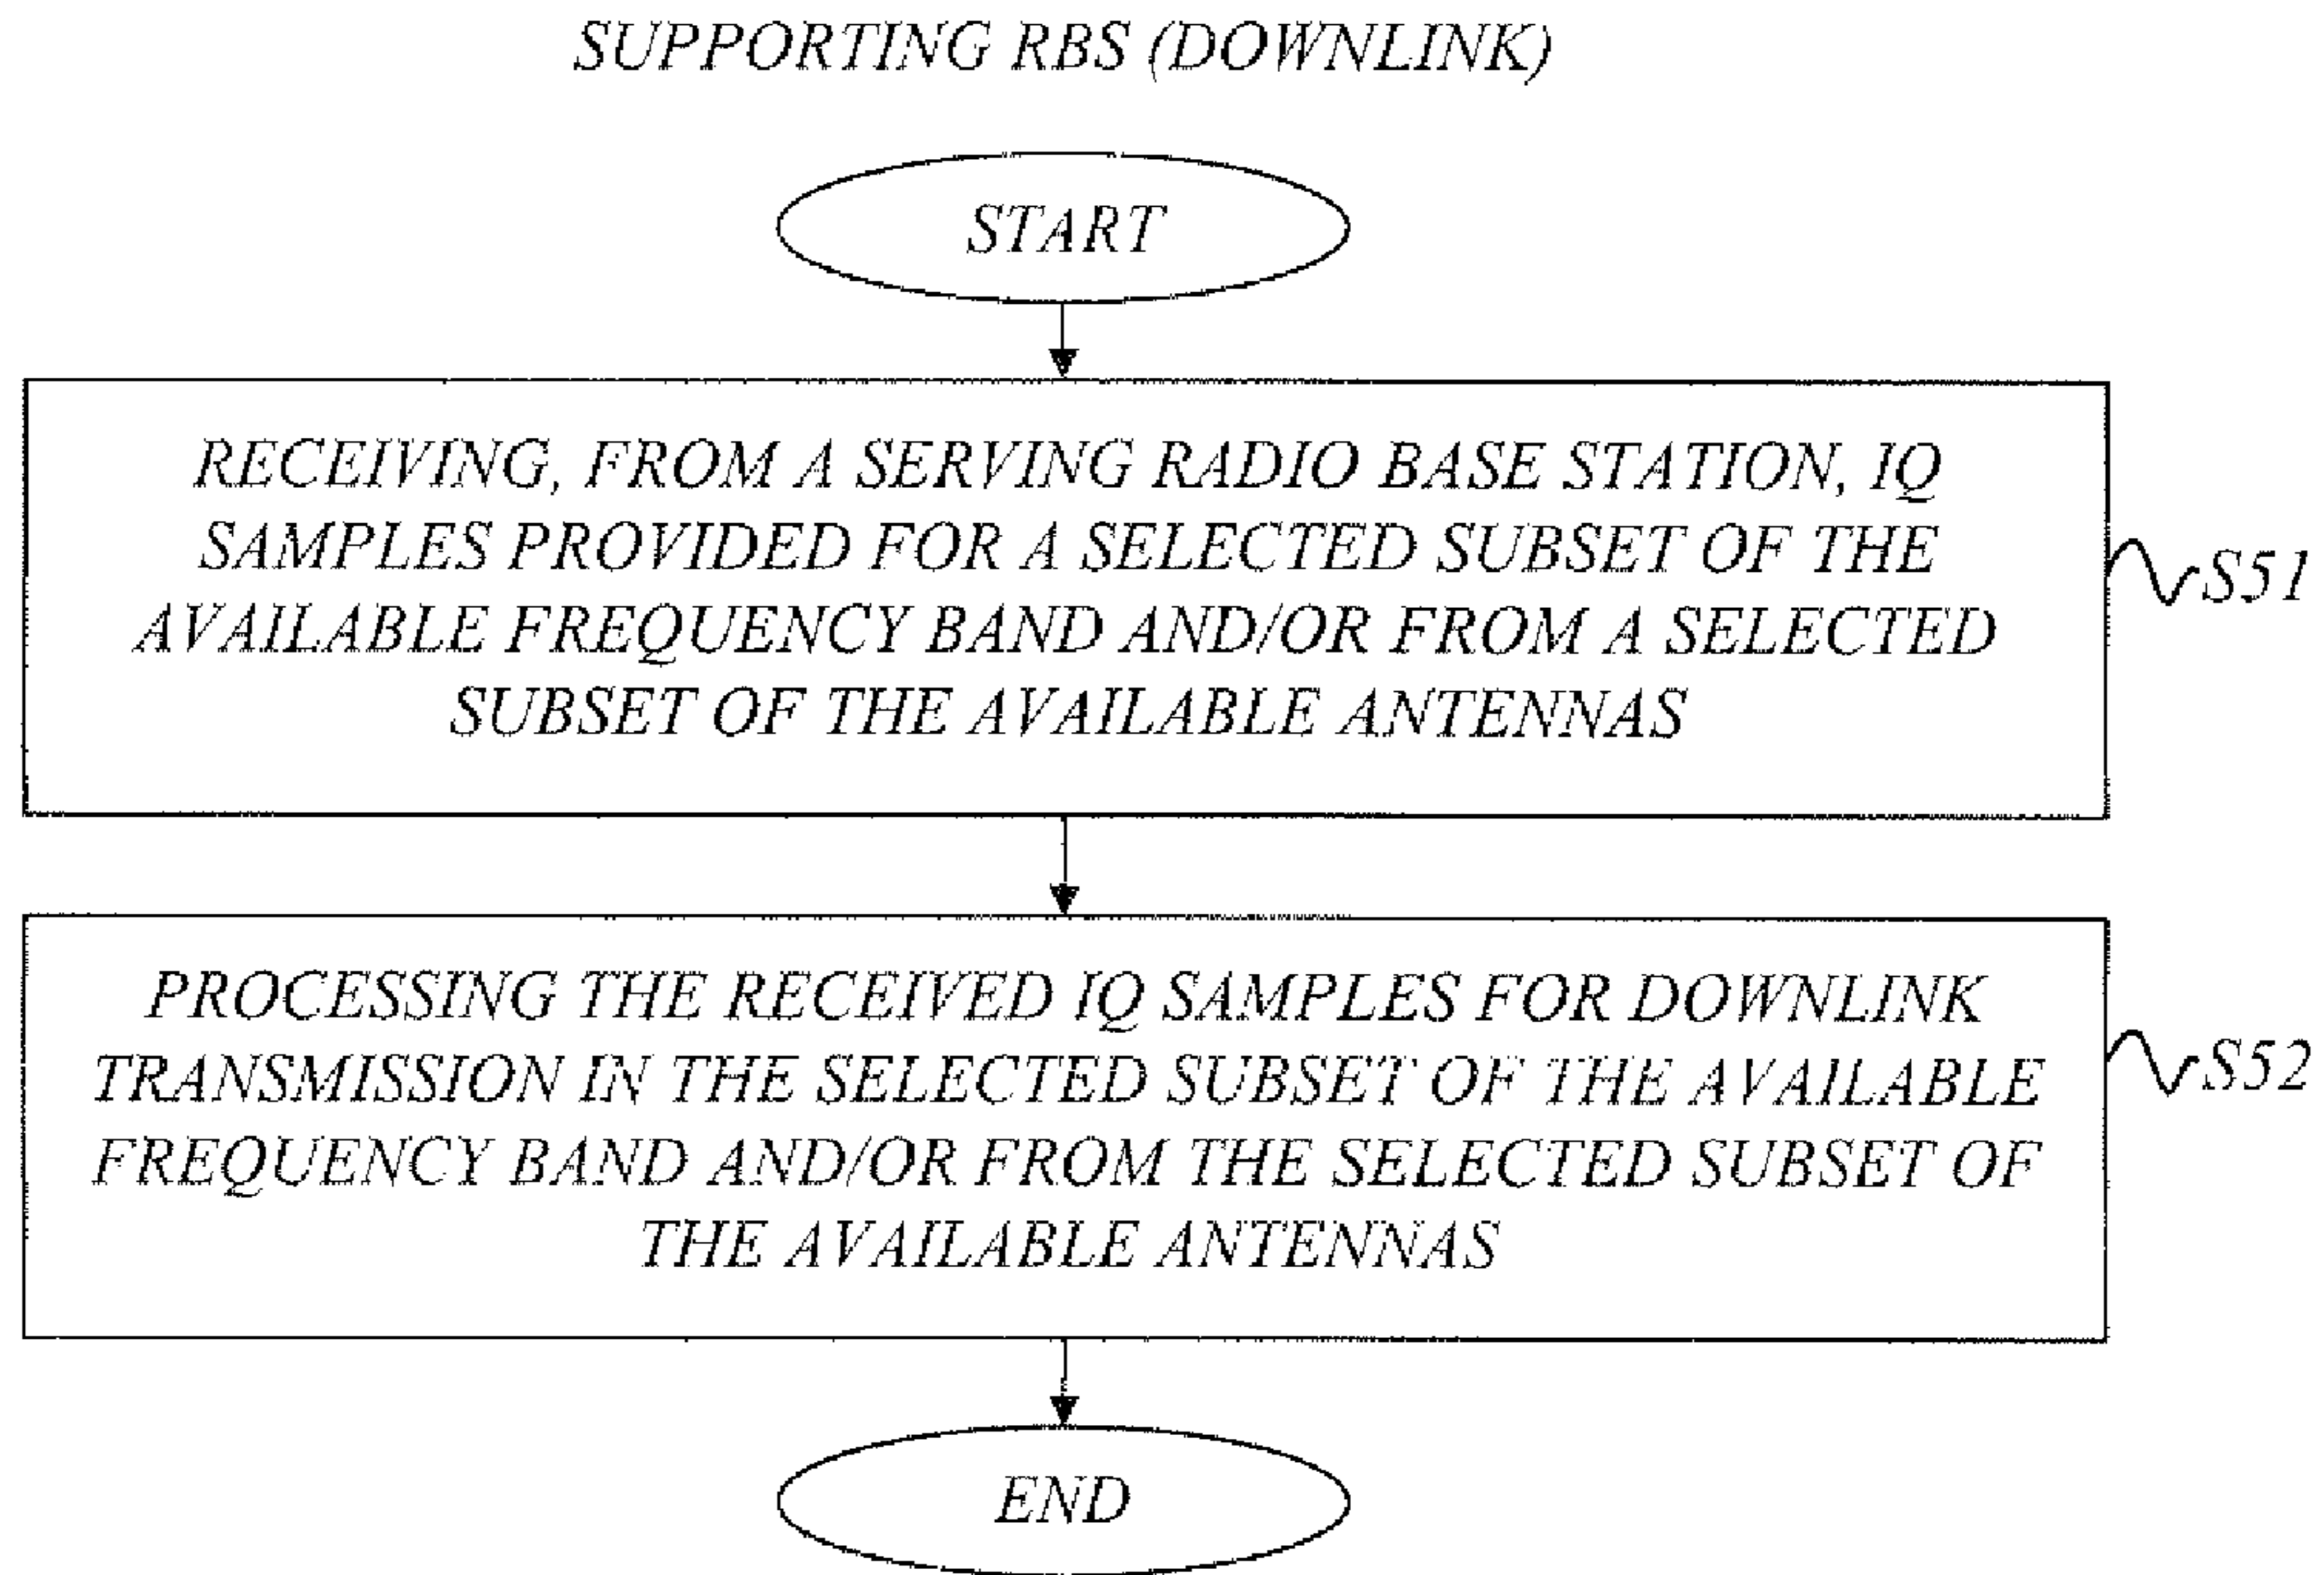 SUPPORTING RBS (DOWNLINK)
START
RECEIVING, FROM A SERVING RADIO BASE STATION, IQ
SAMPLES PROVIDED FOR A SELECTED SUBSET OF THE
AVAILABLE FREQUENCY BAND AND/OR FROM A SELECTED
SUBSET OF THE AVAILABLE ANTENNAS
S51
PROCESSING THE RECEIVED IQ SAMPLES FOR DOWNLINK
TRANSMISSION IN THE SELECTED SUBSET OF THE AVAILABLE
FREQUENCY BAND AND/OR FROM THE SELECTED SUBSET OF
THE AVAILABLE ANTENNAS
S52
END